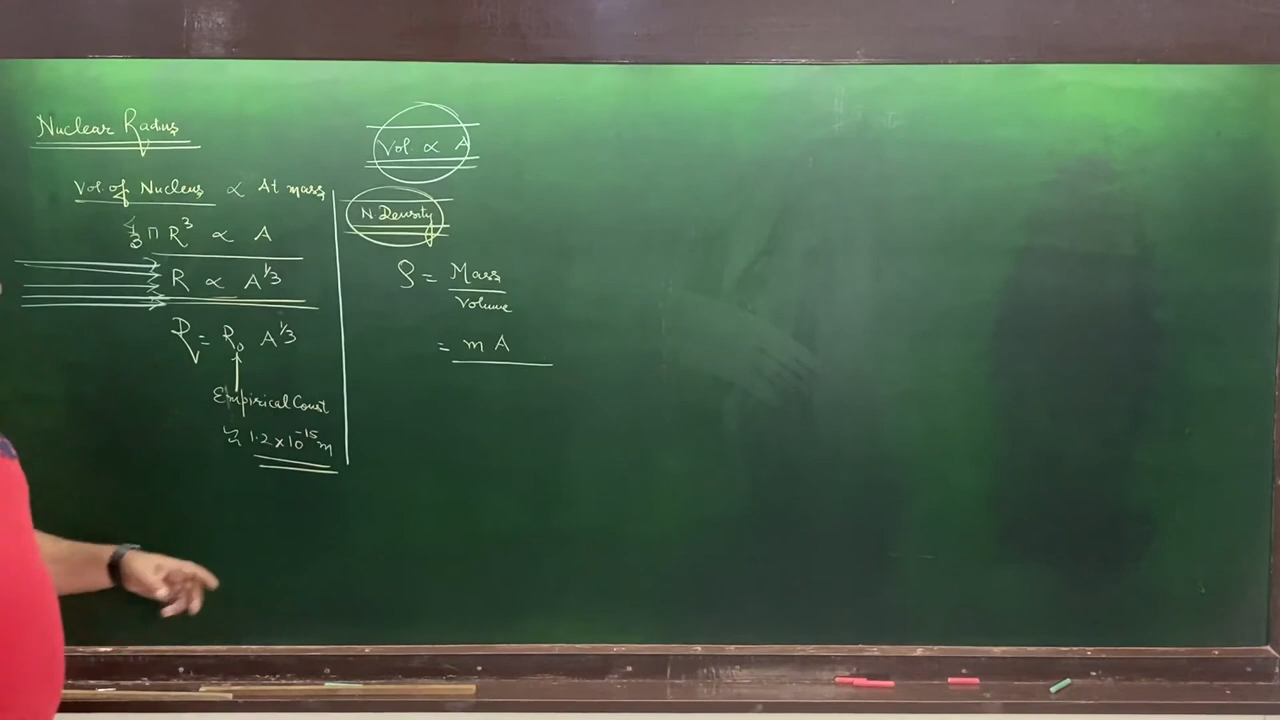 Nuclear Radius
Vol. of Nucleus ∝ At mass
4/3 π R³ ∝ A
R ∝ A^1/3
R = R₀ A^1/3
Empirical Const
≈ 1.2 × 10⁻¹⁵ m
Vol. ∝ A
N. Density
ρ = Mass / Volume
= m A